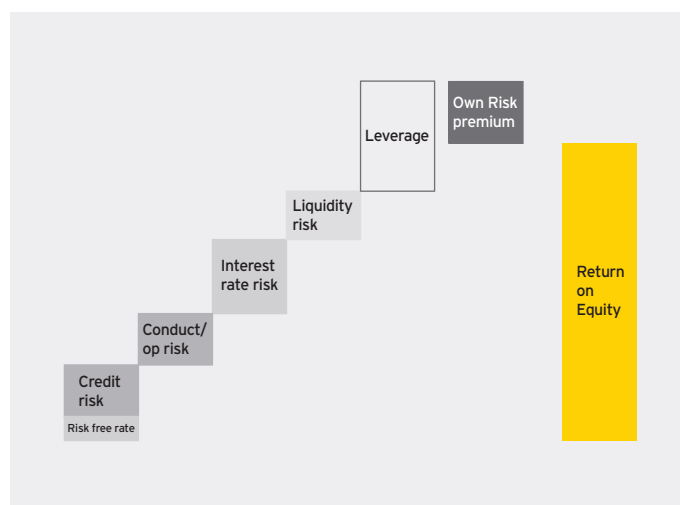 Own Risk
premium
Leverage
Liquidity
risk
Interest
rate risk
Return
on
Equity
Conduct/
op risk
Credit
risk
Risk free rate